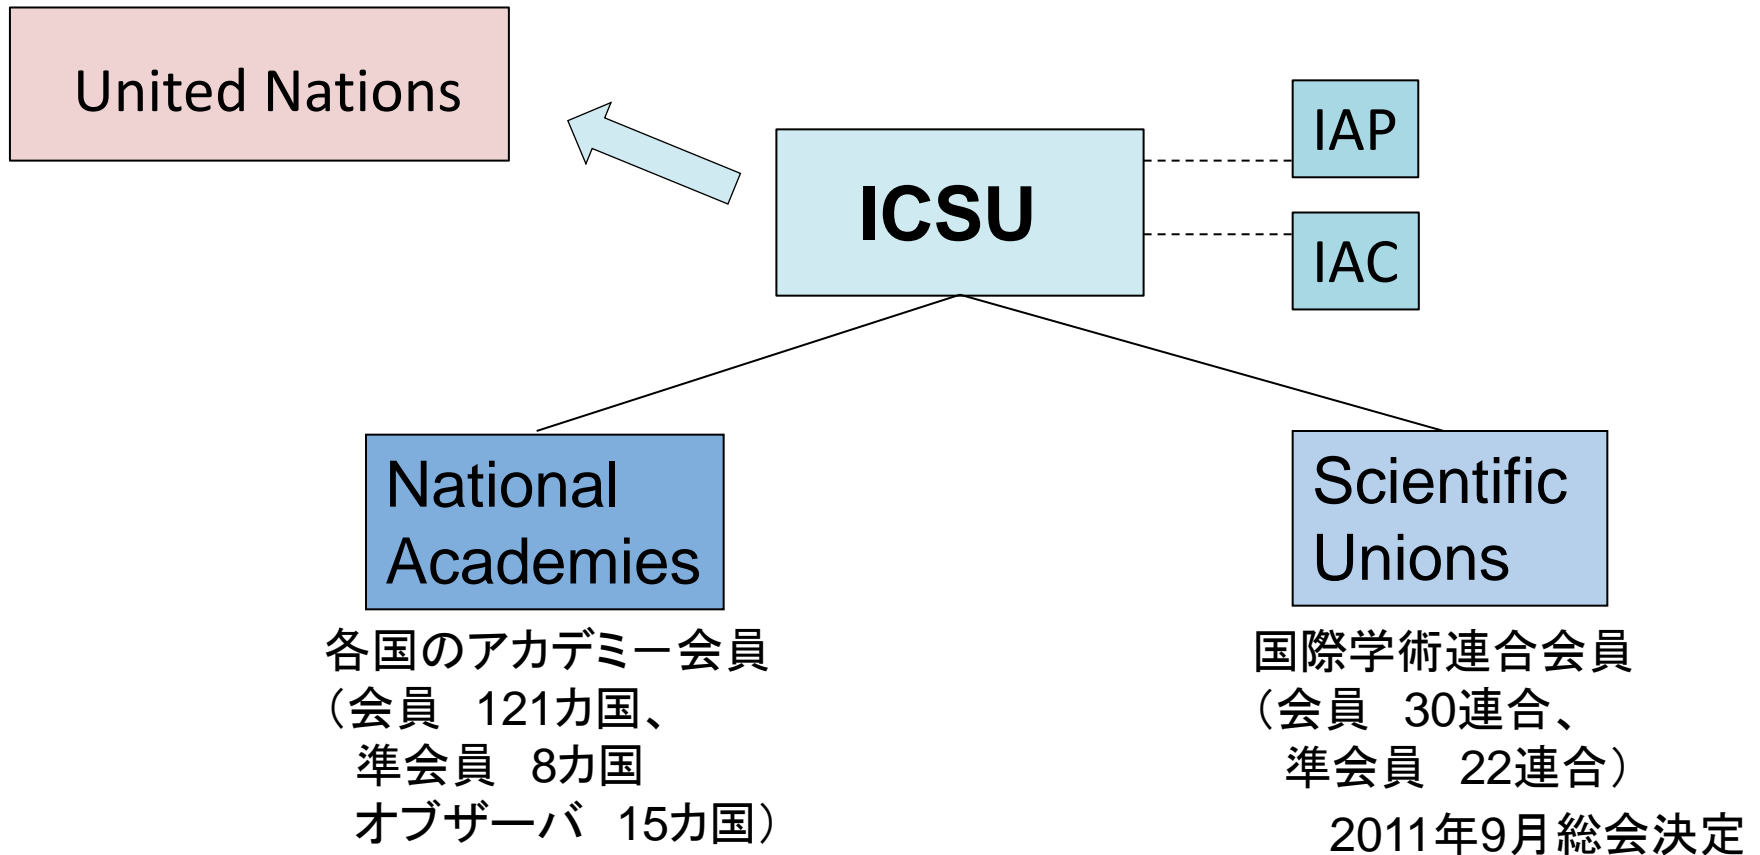 United Nations
IAP
ICSU
IAC
National
Academies
各国のアカデミー会員
（会員　121カ国、
準会員　8カ国
オブザーバ　15カ国）
Scientific
Unions
国際学術連合会員
（会員　30連合、
準会員　22連合）
2011年9月総会決定